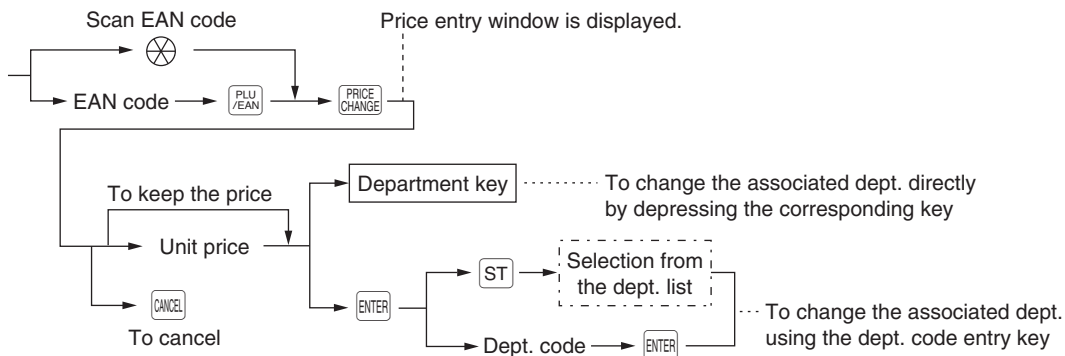 Scan EAN code
Price entry window is displayed.
EAN code
PLU
/EAN
PRICE
CHANGE
To keep the price
Department key
To change the associated dept. directly
by depressing the corresponding key
Unit price
ST
Selection from
the dept. list
CANCEL
ENTER
To cancel
Dept. code
ENTER
To change the associated dept.
using the dept. code entry key